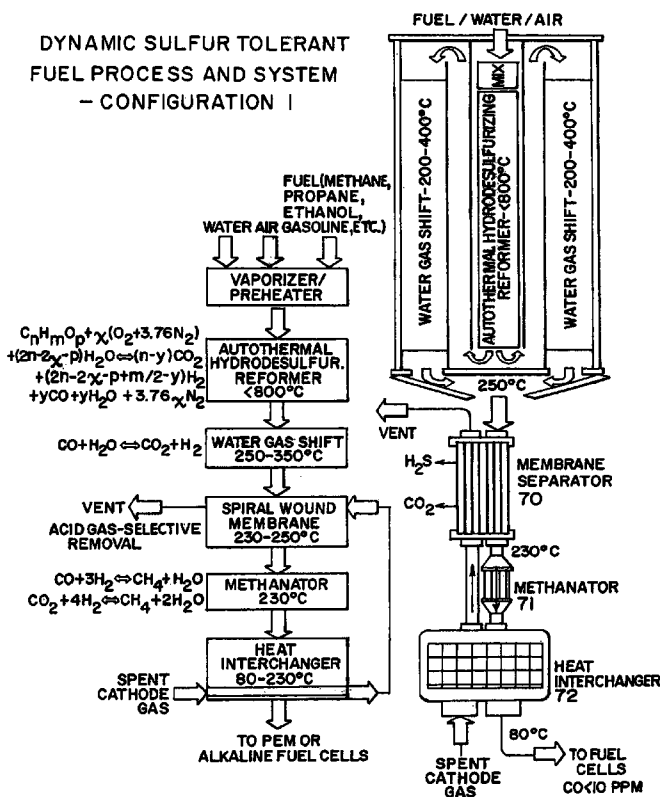 DYNAMIC SULFUR TOLERANT
FUEL PROCESS AND SYSTEM
– CONFIGURATION I
FUEL(METHANE,
PROPANE,
ETHANOL,
WATER AIR GASOLINE,ETC.)
VAPORIZER/
PREHEATER
CₙHₘOₚ+χ(O₂+3.76N₂)
+(2n-2χ-p)H₂O⇔(n-y)CO₂
+(2n-2χ-p+m/2-y)H₂
+yCO+yH₂O + 3.76χN₂
AUTOTHERMAL
HYDRODESULFUR.
REFORMER
<800°C
CO+H₂O⇔CO₂+H₂
WATER GAS SHIFT
250-350°C
VENT
ACID GAS-SELECTIVE
REMOVAL
SPIRAL WOUND
MEMBRANE
230-250°C
CO+3H₂⇔CH₄+H₂O
CO₂+4H₂⇔CH₄+2H₂O
METHANATOR
230°C
HEAT
INTERCHANGER
80-230°C
SPENT
CATHODE
GAS
TO PEM OR
ALKALINE FUEL CELLS
FUEL/WATER/AIR
MIX
WATER GAS SHIFT-200-400°C
AUTOTHERMAL HYDRODESULFURIZING
REFORMER-<800°C
WATER GAS SHIFT-200-400°C
250°C
VENT
H₂S
CO₂
MEMBRANE
SEPARATOR
70
230°C
METHANATOR
71
HEAT
INTERCHANGER
72
80°C
SPENT
CATHODE
GAS
TO FUEL
CELLS
CO<10 PPM